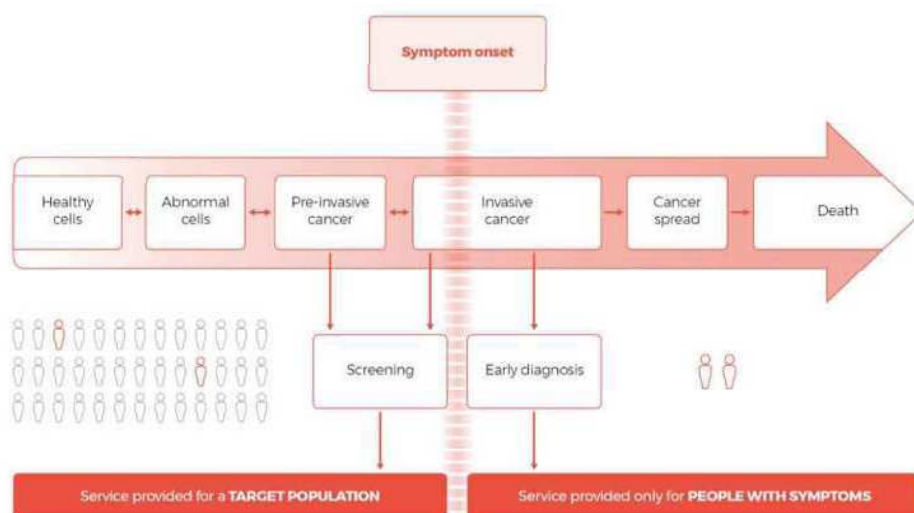 Symptom onset
Healthy
cells
Abnormal
cells
Pre-invasive
cancer
Invasive
cancer
Cancer
spread
Death
Screening
Early diagnosis
Service provided for a TARGET POPULATION
Service provided only for PEOPLE WITH SYMPTOMS